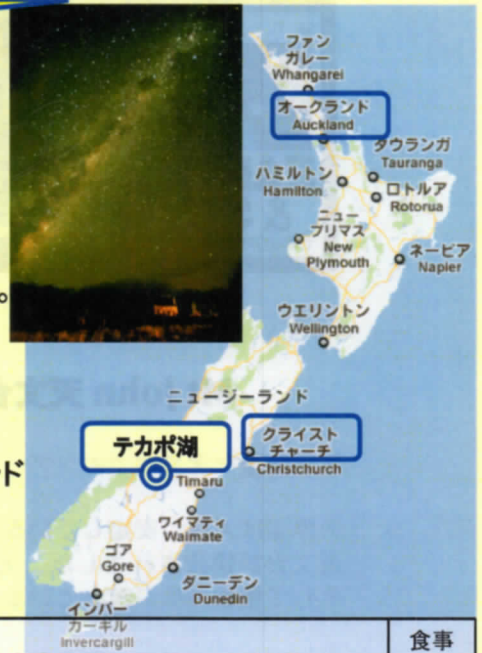 ファン
ガレー
Whangarei
オークランド
Auckland
タウランガ
Tauranga
ハミルトン
Hamilton
ロトルア
Rotorua
ニュー
プリマス
New
Plymouth
ネーピア
Napier
。
ウエリントン
Wellington
ニュージーランド
テカポ湖
クライスト
チャーチ
Christchurch
ド
Timaru
ワイマティ
Waimate
ゴア
Gore
ダニーデン
Dunedin
インバー
カーギル
Invercargill
食事